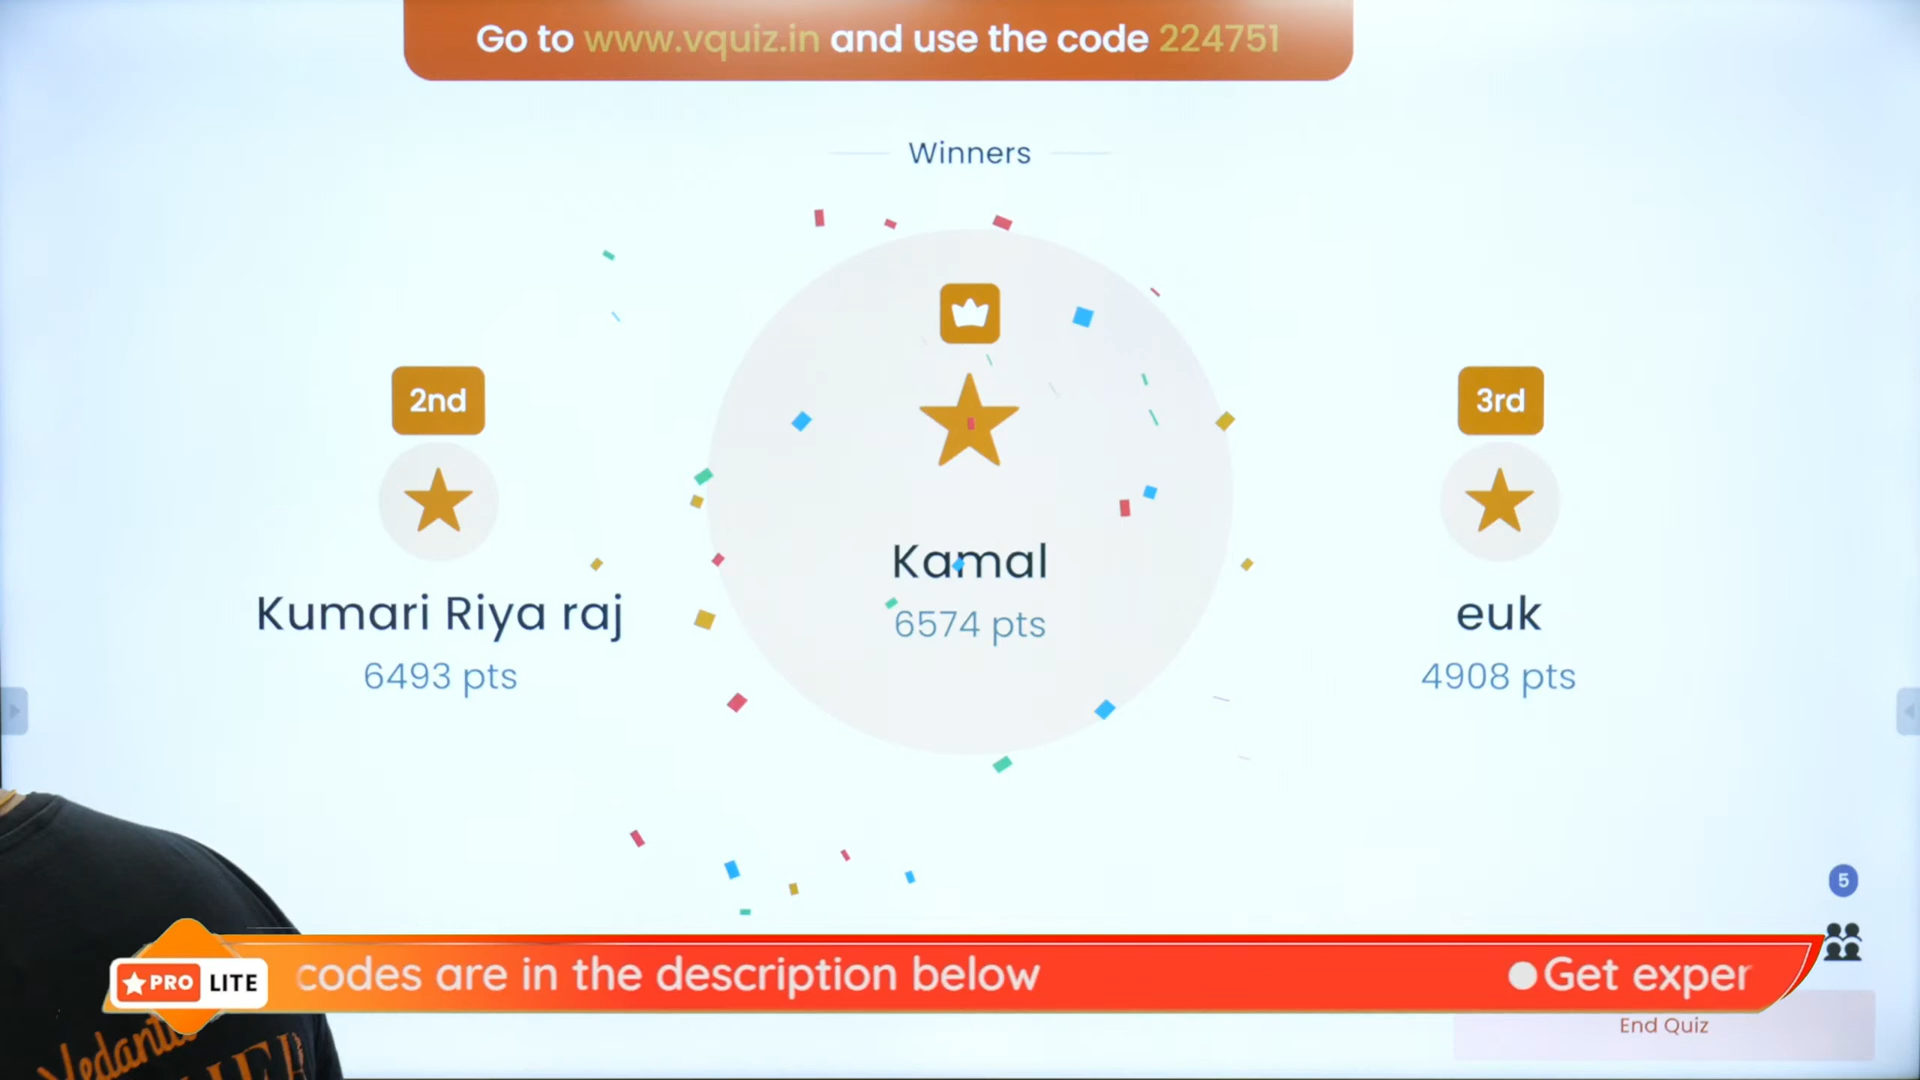 Go to www.vquiz.in and use the code 224751
Winners
2nd
3rd
Kamal
6574 pts
Kumari Riya raj
6493 pts
euk
4908 pts
5
PRO LITE
codes are in the description below
Get exper
End Quiz
Vedantu